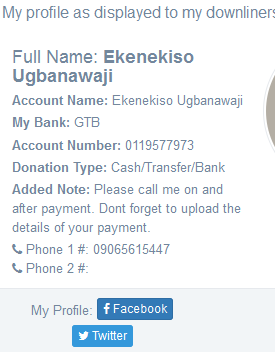 My profile as displayed to my downliners
Full Name: Ekenekiso
Ugbanawaji
Account Name: Ekenekiso Ugbanawaji
My Bank: GTB
Account Number: 0119577973
Donation Type: Cash/Transfer/Bank
Added Note: Please call me on and
after payment. Dont forget to upload the
details of your payment.
Phone 1 #: 09065615447
Phone 2 #:
My Profile: f Facebook
Twitter